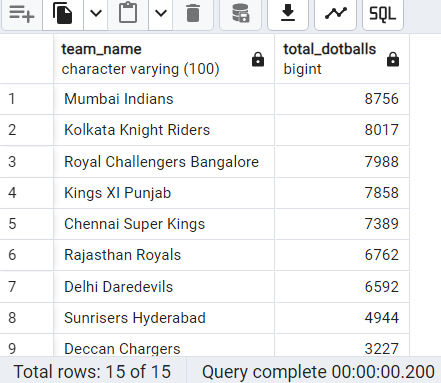 SQL
team_name total_dotballs
character varying (100) bigint
1 Mumbai Indians 8756
2 Kolkata Knight Riders 8017
3 Royal Challengers Bangalore 7988
4 Kings XI Punjab 7858
5 Chennai Super Kings 7389
6 Rajasthan Royals 6762
7 Delhi Daredevils 6592
8 Sunrisers Hyderabad 4944
9 Deccan Chargers 3227
Total rows: 15 of 15 Query complete 00:00:00.200